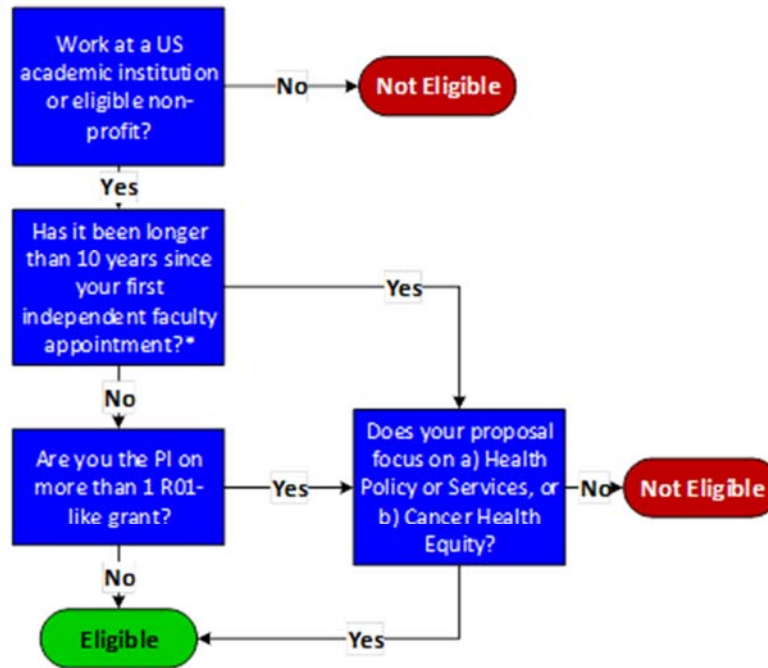 Work at a US
academic institution
or eligible non-
profit?
No
Not Eligible
Yes
Has it been longer
than 10 years since
your first
independent faculty
appointment?*
Yes
No
Are you the PI on
more than 1 R01-
like grant?
Yes
Does your proposal
focus on a) Health
Policy or Services, or
b) Cancer Health
Equity?
No
Not Eligible
No
Eligible
Yes